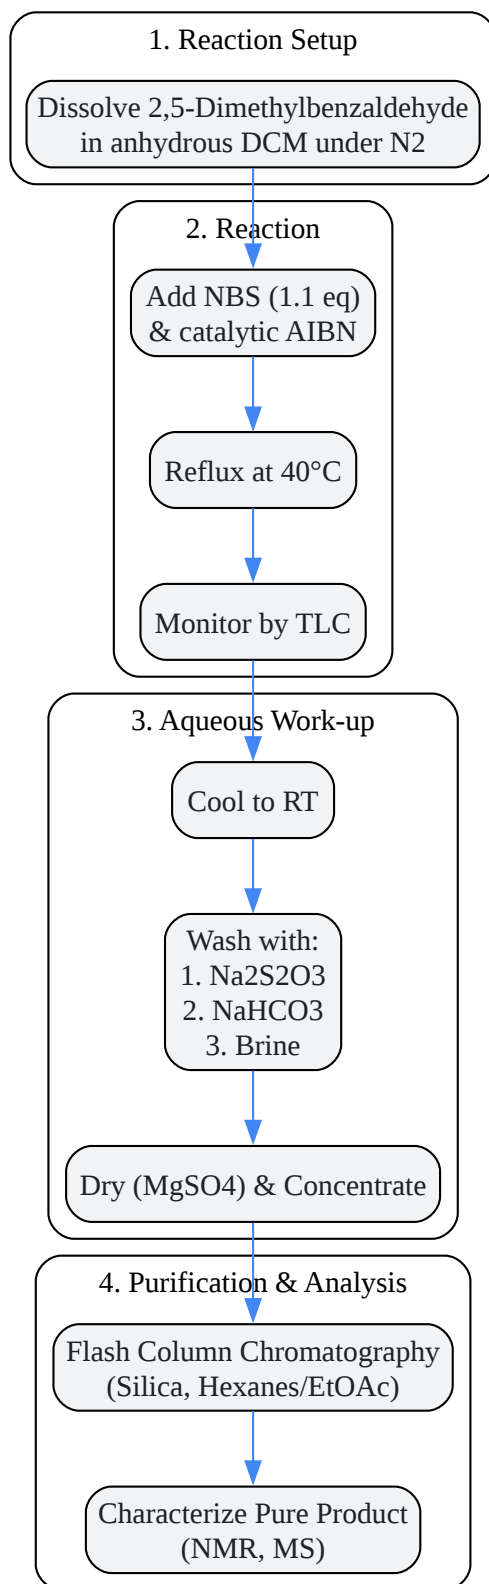 1. Reaction Setup
Dissolve 2,5-Dimethylbenzaldehyde
in anhydrous DCM under N2
2. Reaction
Add NBS (1.1 eq)
& catalytic AIBN
Reflux at 40°C
Monitor by TLC
3. Aqueous Work-up
Cool to RT
Wash with:
1. Na2S2O3
2. NaHCO3
3. Brine
Dry (MgSO4) & Concentrate
4. Purification & Analysis
Flash Column Chromatography
(Silica, Hexanes/EtOAc)
Characterize Pure Product
(NMR, MS)